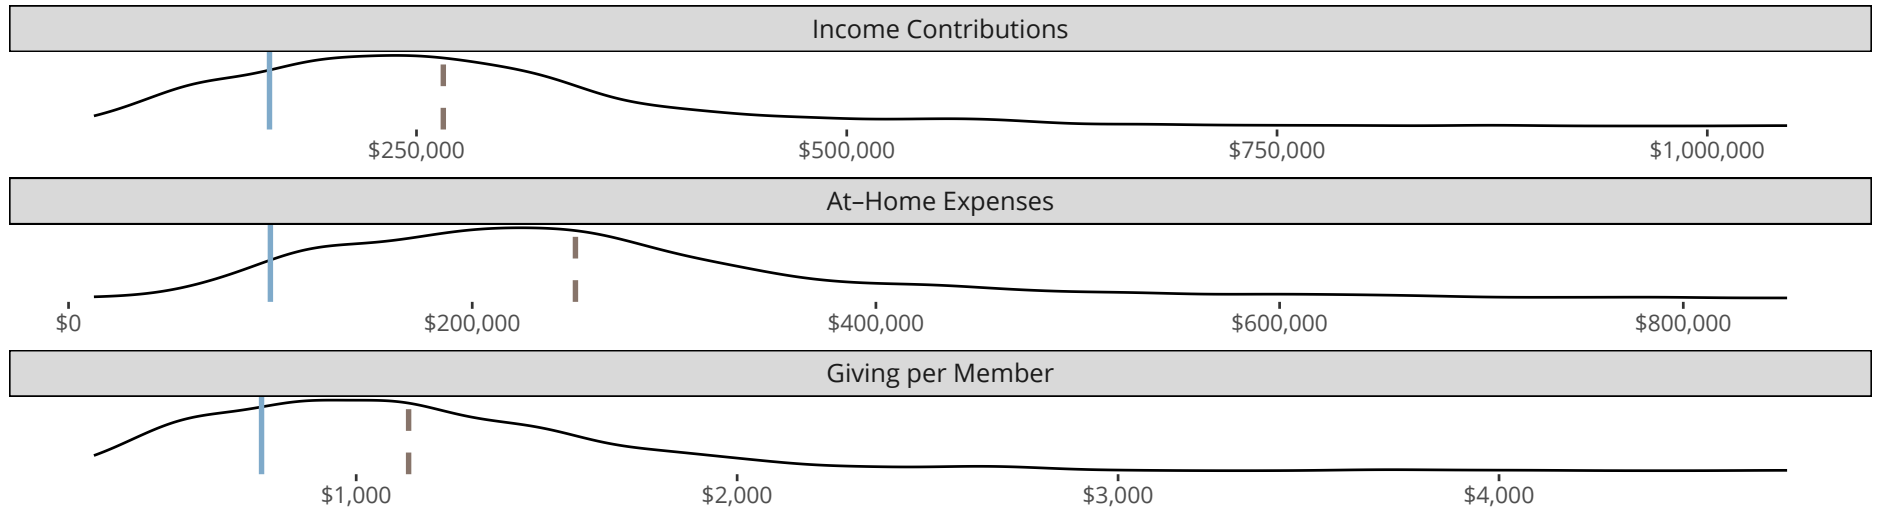 Income Contributions
$250,000 $500,000 $750,000 $1,000,000
At–Home Expenses
$0 $200,000 $400,000 $600,000 $800,000
Giving per Member
$1,000 $2,000 $3,000 $4,000